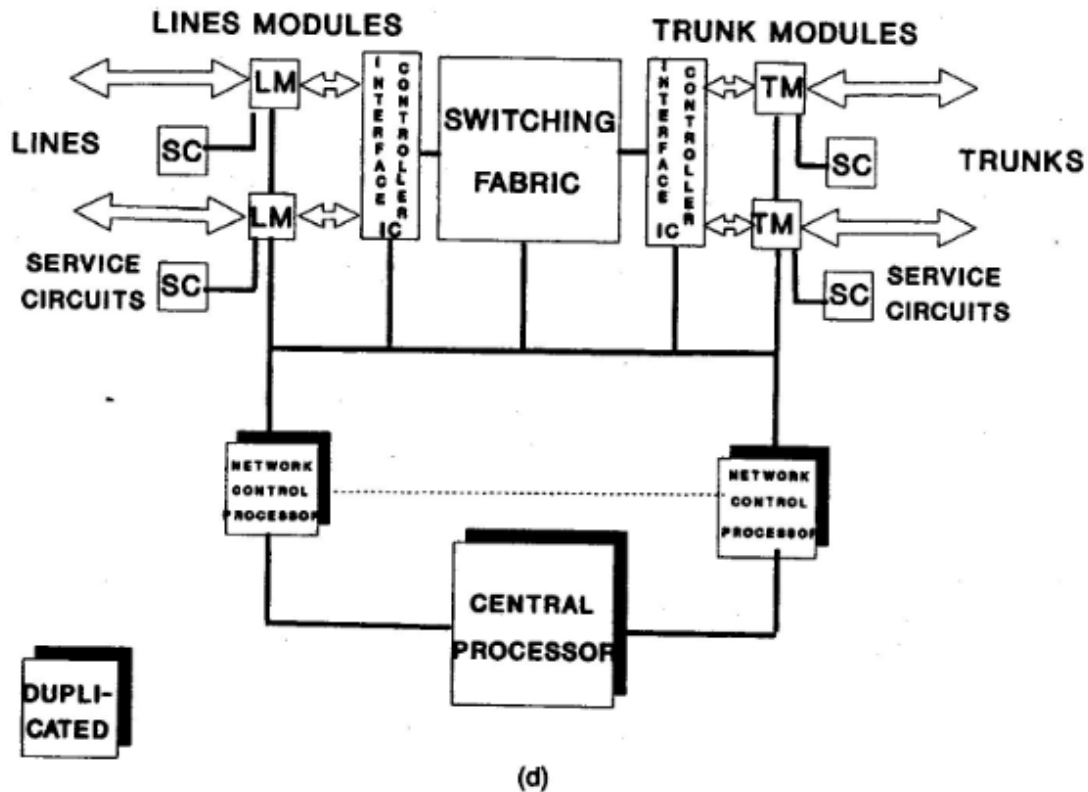 LINES MODULES
TRUNK MODULES
LM
INTERFACE
CONTROLLER
IC
SWITCHING
FABRIC
INTERFACE
CONTROLLER
IC
TM
LINES
SC
SC
TRUNKS
LM
TM
SERVICE
CIRCUITS
SC
SC
SERVICE
CIRCUITS
NETWORK
CONTROL
PROCESSOR
NETWORK
CONTROL
PROCESSOR
CENTRAL
PROCESSOR
DUPLI-
CATED
(d)